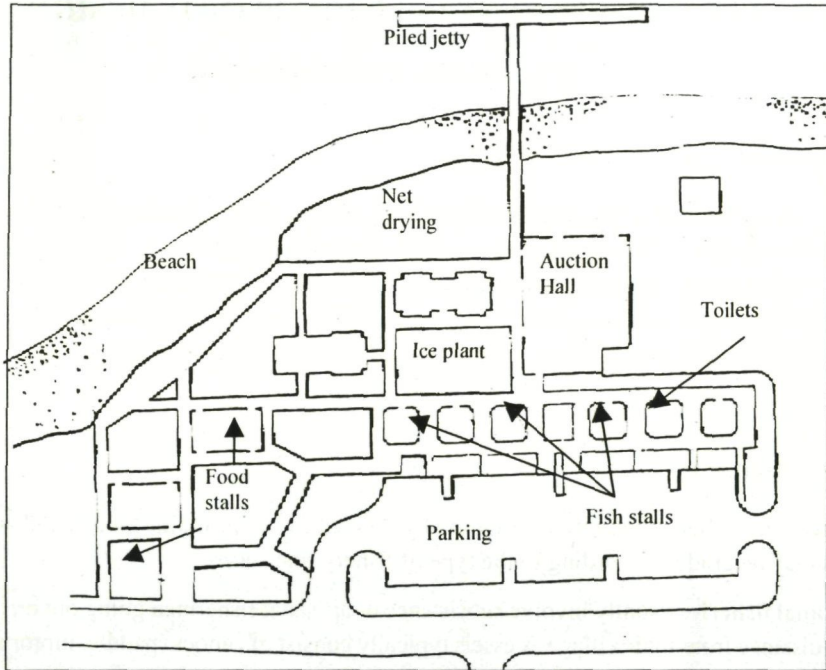 Piled jetty
Net
drying
Beach
Auction
Hall
Toilets
Ice plant
Food
stalls
Fish stalls
Parking